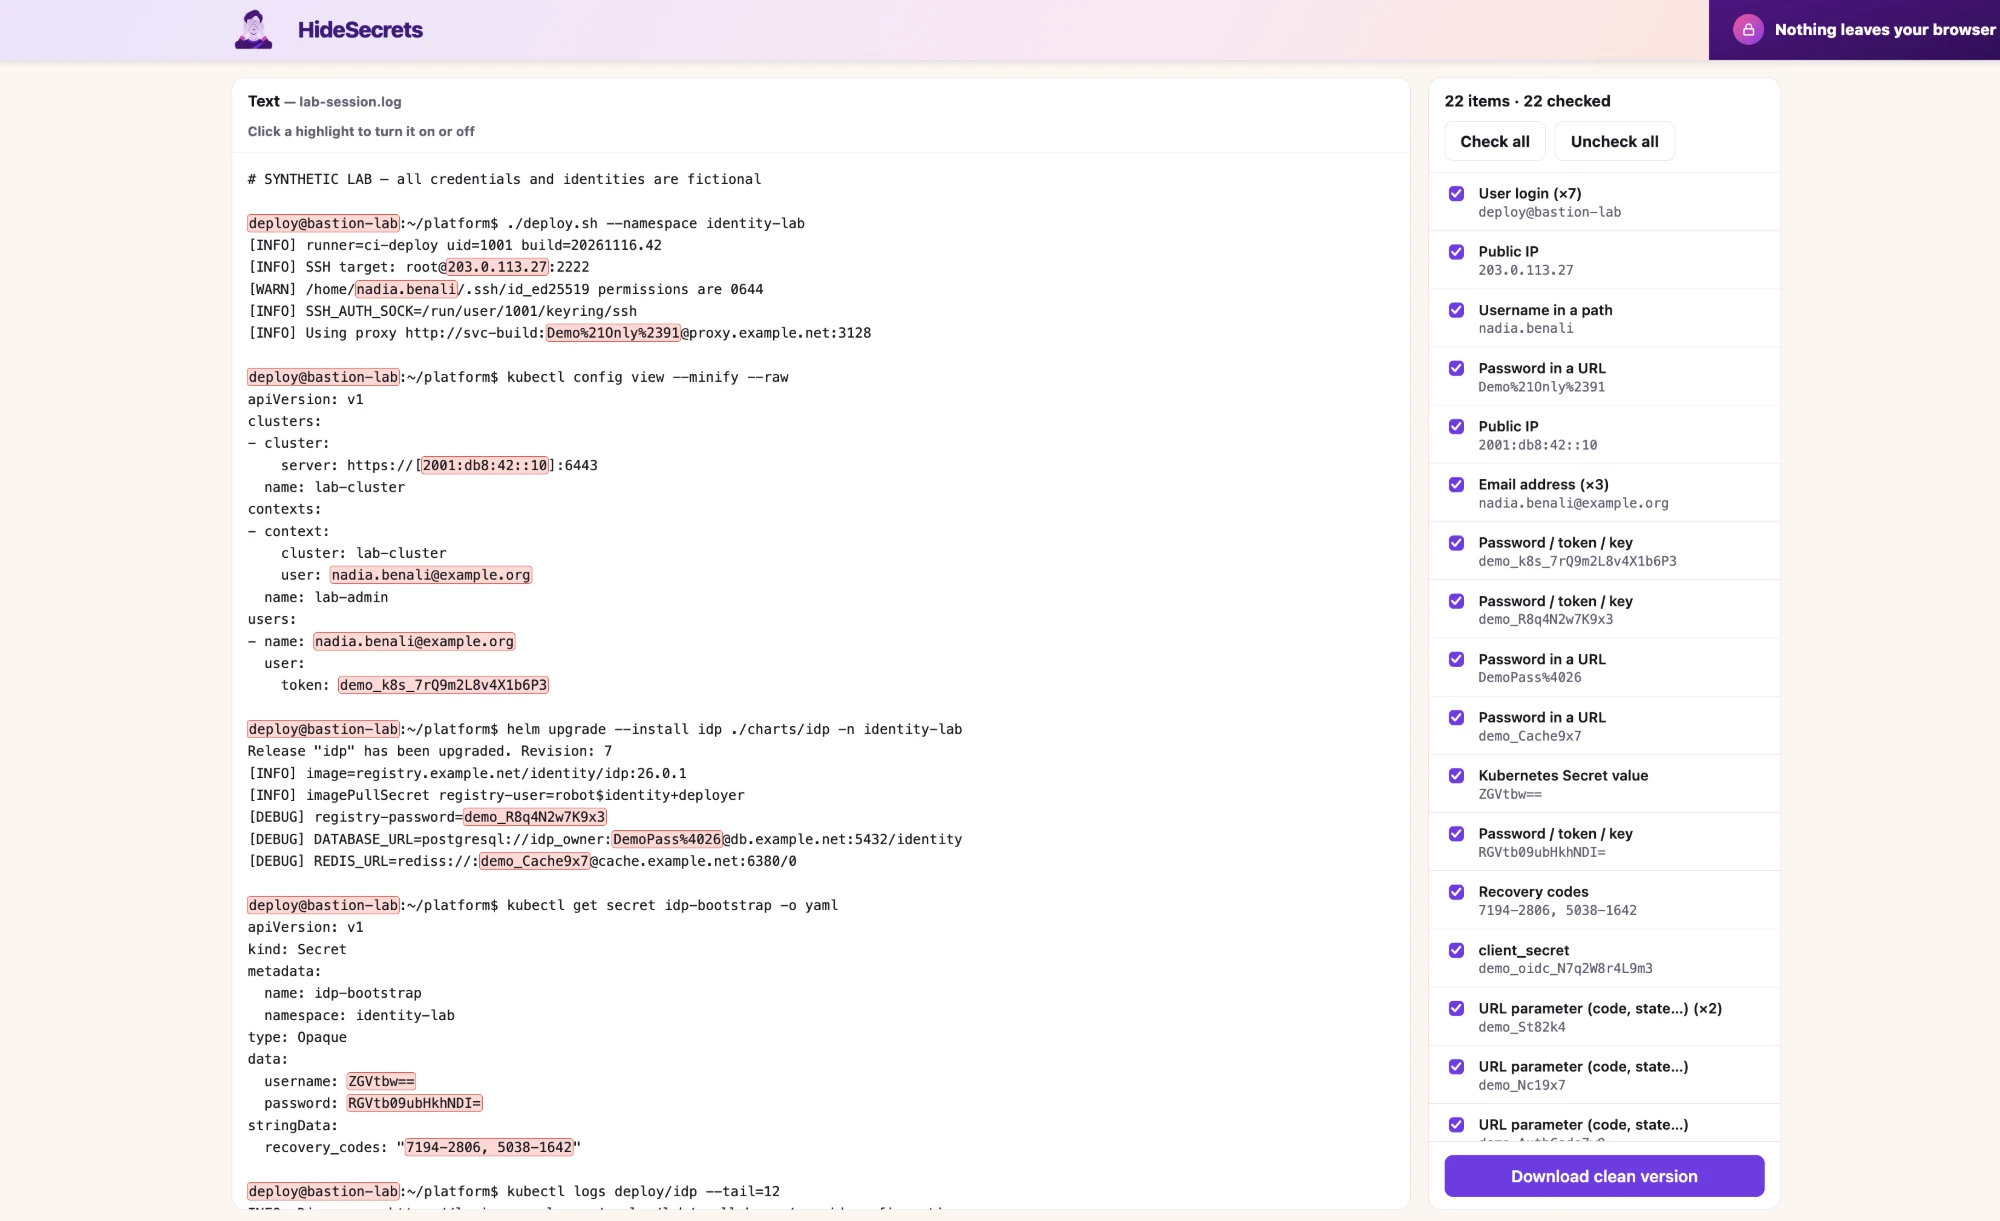 HideSecrets
Nothing leaves your browser
Text — lab-session.log
Click a highlight to turn it on or off
# SYNTHETIC LAB — all credentials and identities are fictional
deploy@bastion-lab:~/platform$ ./deploy.sh --namespace identity-lab
[INFO] runner=ci-deploy uid=1001 build=20261116.42
[INFO] SSH target: root@203.0.113.27:2222
[WARN] /home/nadia.benali/.ssh/id_ed25519 permissions are 0644
[INFO] SSH_AUTH_SOCK=/run/user/1001/keyring/ssh
[INFO] Using proxy http://svc-build:Demo%21Only%2391@proxy.example.net:3128
deploy@bastion-lab:~/platform$ kubectl config view --minify --raw
apiVersion: v1
clusters:
- cluster:
    server: https://[2001:db8:42::10]:6443
  name: lab-cluster
contexts:
- context:
    cluster: lab-cluster
    user: nadia.benali@example.org
  name: lab-admin
users:
- name: nadia.benali@example.org
  user:
    token: demo_k8s_7rQ9m2L8v4X1b6P3
deploy@bastion-lab:~/platform$ helm upgrade --install idp ./charts/idp -n identity-lab
Release "idp" has been upgraded. Revision: 7
[INFO] image=registry.example.net/identity/idp:26.0.1
[INFO] imagePullSecret registry-user=robot$identity+deployer
[DEBUG] registry-password=demo_R8q4N2w7K9x3
[DEBUG] DATABASE_URL=postgresql://idp_owner:DemoPass%4026@db.example.net:5432/identity
[DEBUG] REDIS_URL=rediss://:demo_Cache9x7@cache.example.net:6380/0
deploy@bastion-lab:~/platform$ kubectl get secret idp-bootstrap -o yaml
apiVersion: v1
kind: Secret
metadata:
  name: idp-bootstrap
  namespace: identity-lab
type: Opaque
data:
  username: ZGVtbw==
  password: RGVtb09ubHkhNDI=
stringData:
  recovery_codes: "7194-2806, 5038-1642"
deploy@bastion-lab:~/platform$ kubectl logs deploy/idp --tail=12
22 items · 22 checked
Check all
Uncheck all
User login (×7)
deploy@bastion-lab
Public IP
203.0.113.27
Username in a path
nadia.benali
Password in a URL
Demo%21Only%2391
Public IP
2001:db8:42::10
Email address (×3)
nadia.benali@example.org
Password / token / key
demo_k8s_7rQ9m2L8v4X1b6P3
Password / token / key
demo_R8q4N2w7K9x3
Password in a URL
DemoPass%4026
Password in a URL
demo_Cache9x7
Kubernetes Secret value
ZGVtbw==
Password / token / key
RGVtb09ubHkhNDI=
Recovery codes
7194-2806, 5038-1642
client_secret
demo_oidc_N7q2W8r4L9m3
URL parameter (code, state...) (×2)
demo_St82k4
URL parameter (code, state...)
demo_Nc19x7
URL parameter (code, state...)
Download clean version